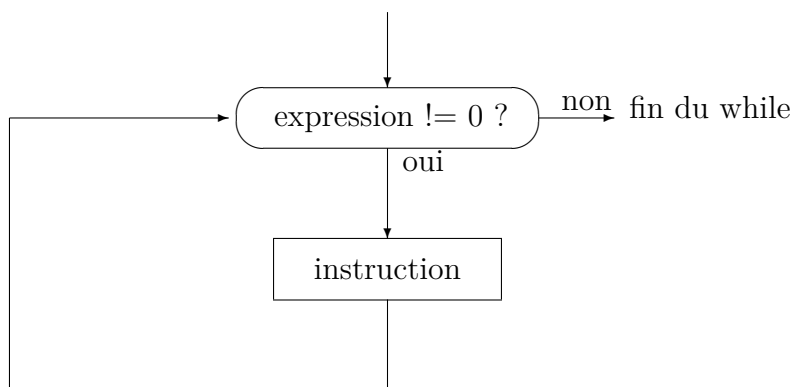 expression != 0 ?
non
fin du while
oui
instruction